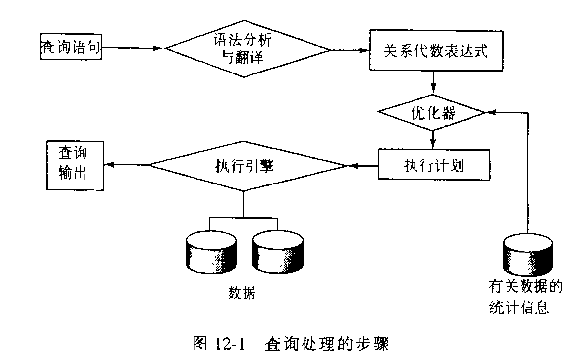 查询语句
语法分析
与翻译
关系代数表达式
优化器
执行计划
执行引擎
查询
输出
数据
有关数据的
统计信息
图 12-1 查询处理的步骤